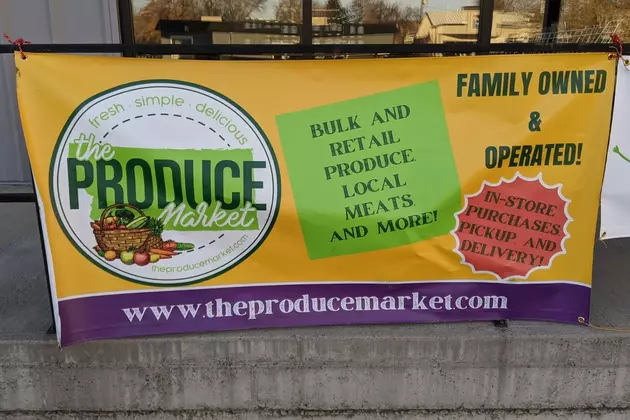 fresh · simple · delicious
the
PRODUCE
Market
theproducemarket.com
BULK AND
RETAIL
PRODUCE
LOCAL
MEATS
AND MORE!
FAMILY OWNED
&
OPERATED!
IN-STORE
PURCHASES
PICKUP AND
DELIVERY!
www.theproducemarket.com